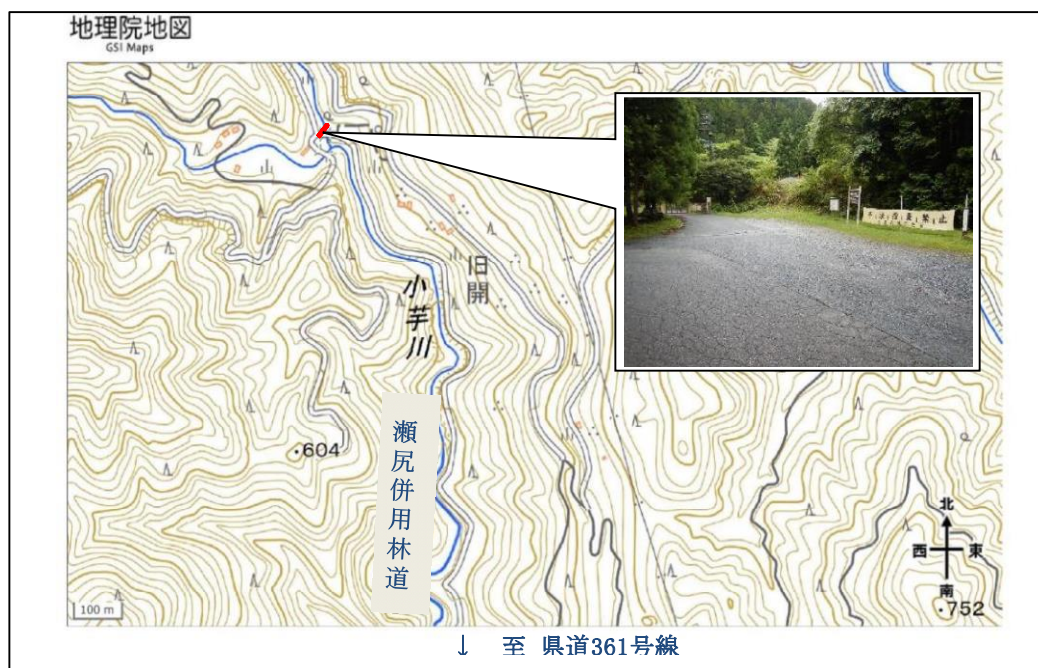 地理院地図
GSI Maps
旧開
小芋川
瀬尻併用林道
・604
北
西 東
南
・752
100 m
↓ 至 県道361号線